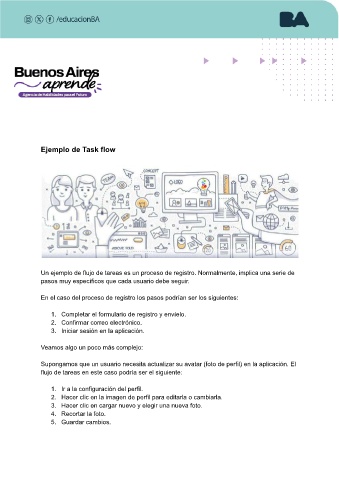 /educacionBA
BA
Buenos Aires
aprende
Agencia de Habilidades para el Futuro
Ejemplo de Task flow
CONCEPT
LOGO
TEAM
Un ejemplo de flujo de tareas es un proceso de registro. Normalmente, implica una serie de
pasos muy específicos que cada usuario debe seguir.
En el caso del proceso de registro los pasos podrían ser los siguientes:
1. Completar el formulario de registro y envielo.
2. Confirmar correo electrónico.
3. Iniciar sesión en la aplicación.
Veamos algo un poco más complejo:
Supongamos que un usuario necesita actualizar su avatar (foto de perfil) en la aplicación. El
flujo de tareas en este caso podría ser el siguiente:
1. Ir a la configuración del perfil.
2. Hacer clic en la imagen de perfil para editarla o cambiarla.
3. Hacer clic en cargar nuevo y elegir una nueva foto.
4. Recortar la foto.
5. Guardar cambios.